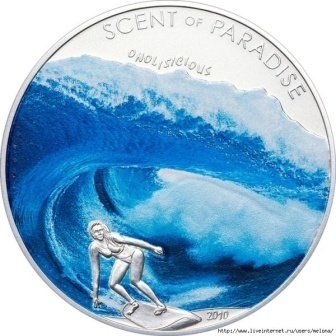 SCENT OF PARADISE
ONOLISICIOUS
2010
http://www.liveinternet.ru/users/melona/